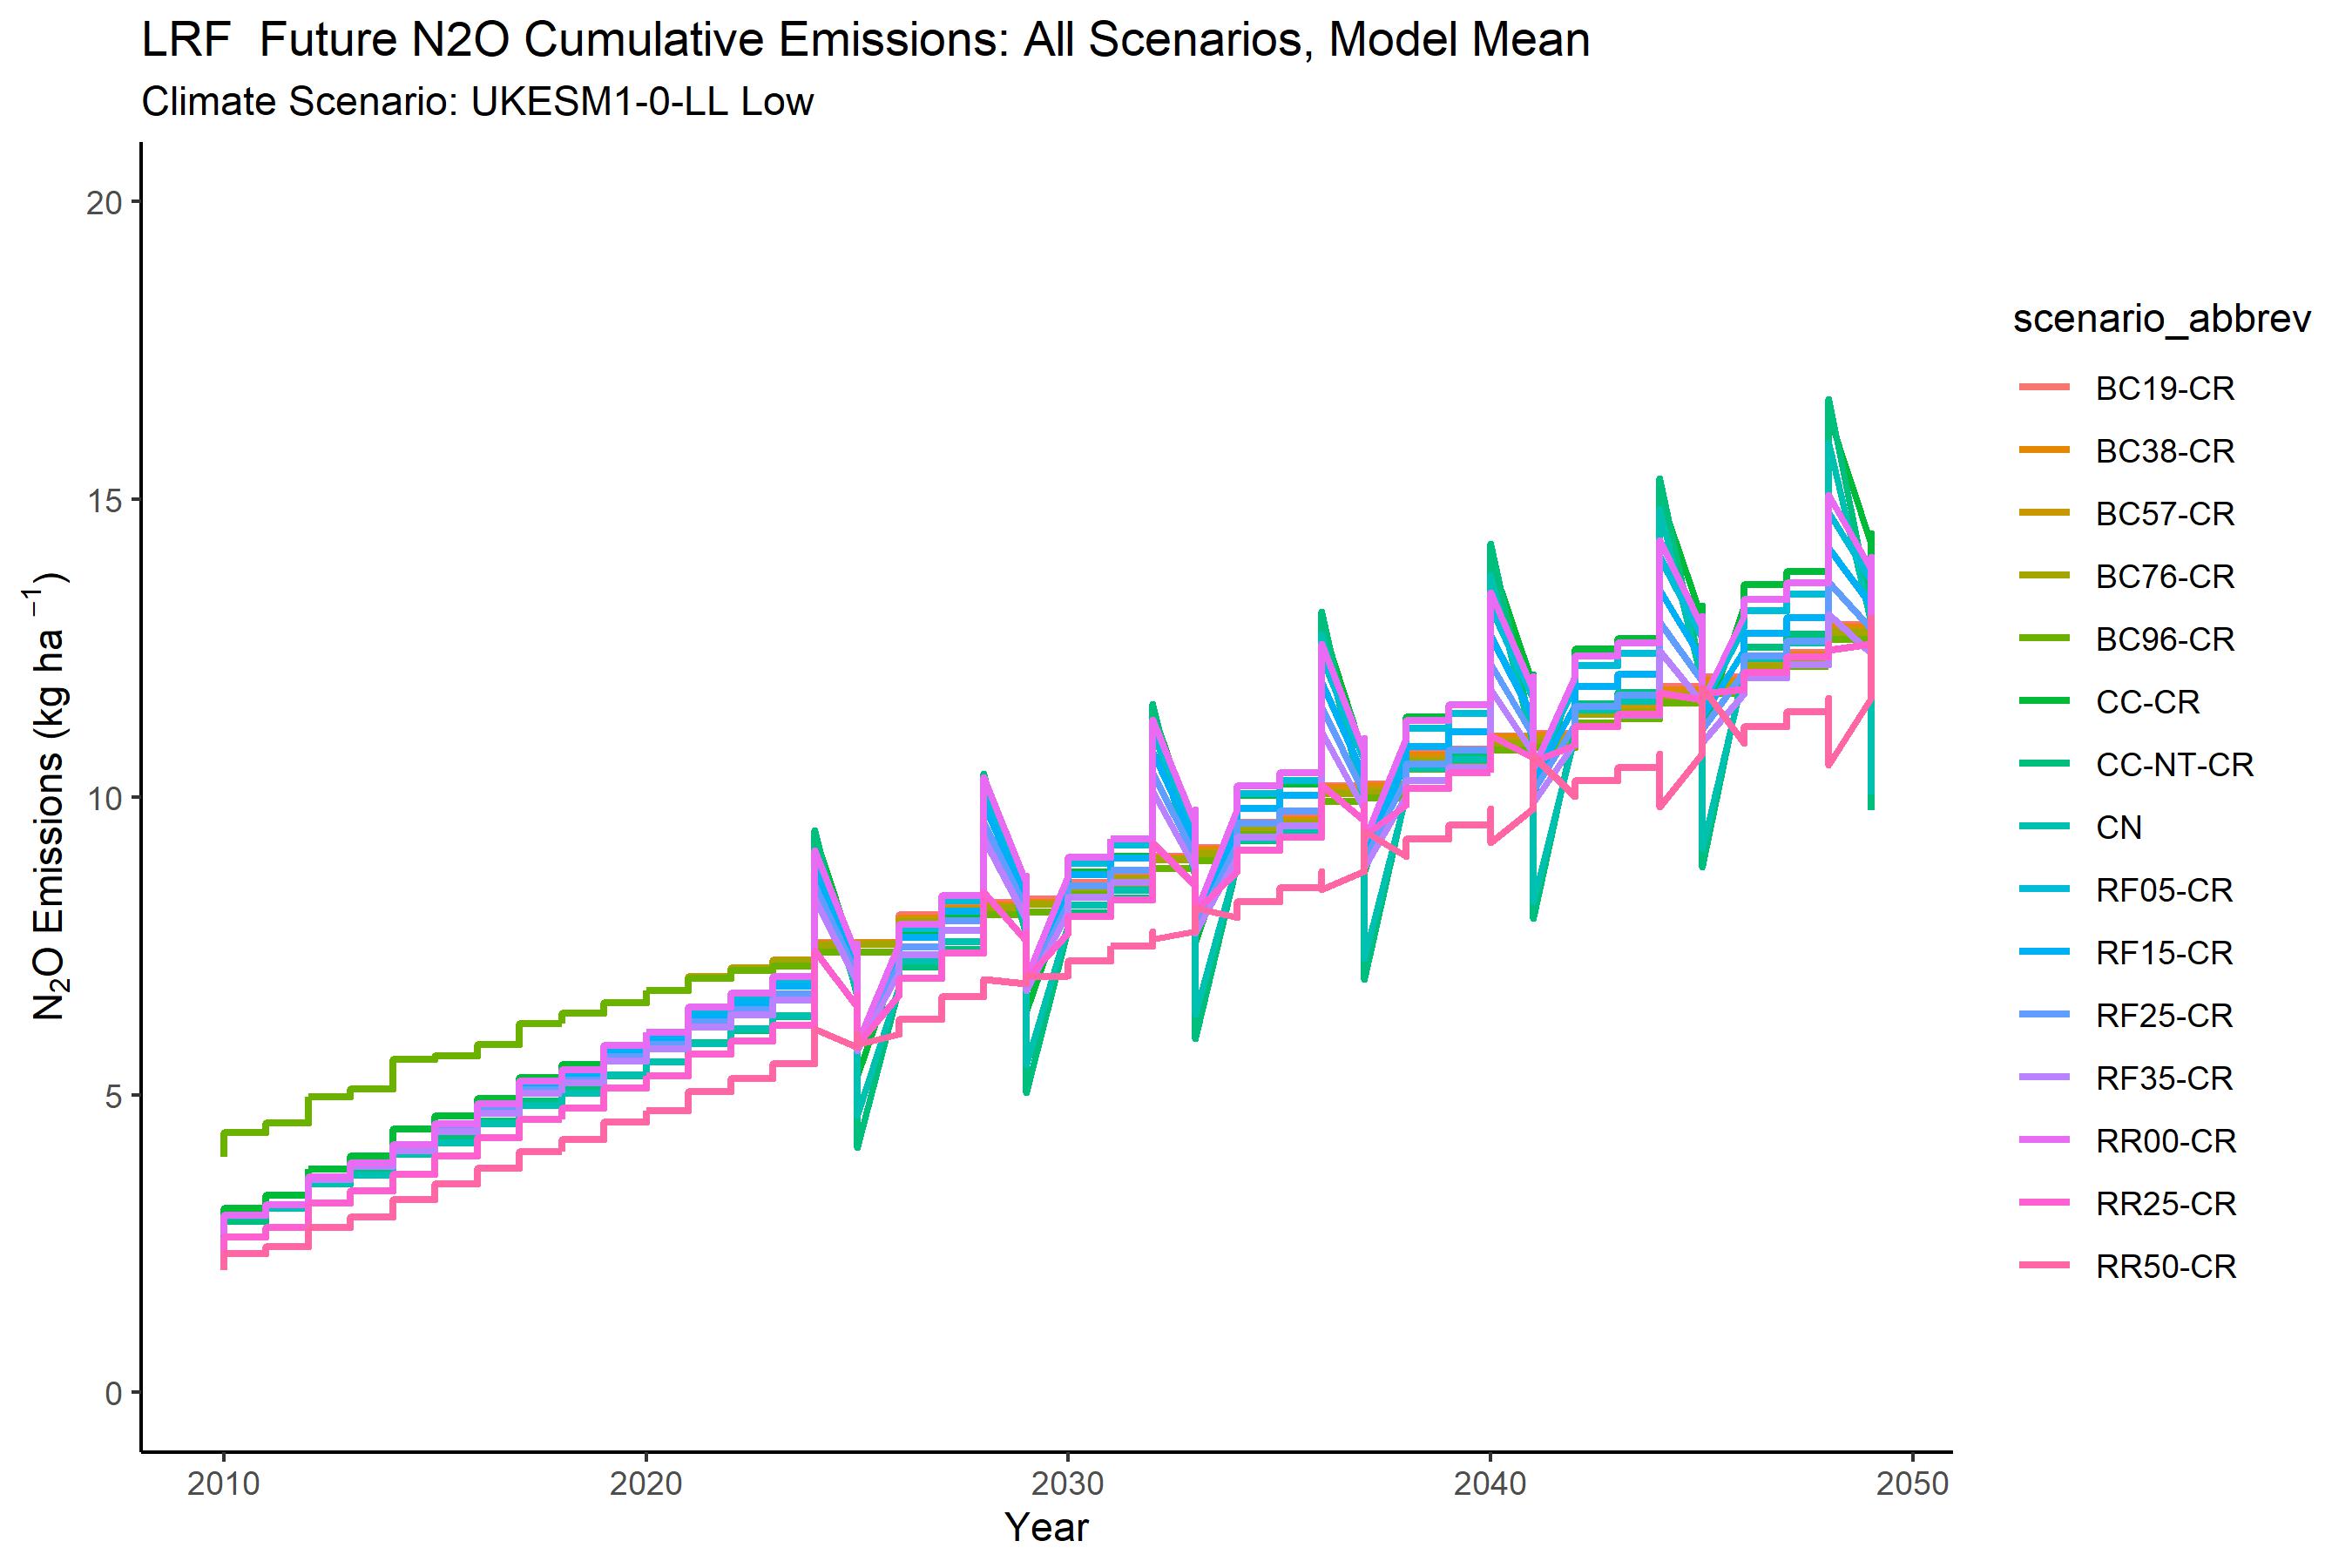 LRF  Future N2O Cumulative Emissions: All Scenarios, Model Mean
Climate Scenario: UKESM1-0-LL Low
N₂O Emissions (kg ha ⁻¹)
20
15
10
5
0
2010
2020
2030
2040
2050
Year
scenario_abbrev
BC19-CR
BC38-CR
BC57-CR
BC76-CR
BC96-CR
CC-CR
CC-NT-CR
CN
RF05-CR
RF15-CR
RF25-CR
RF35-CR
RR00-CR
RR25-CR
RR50-CR